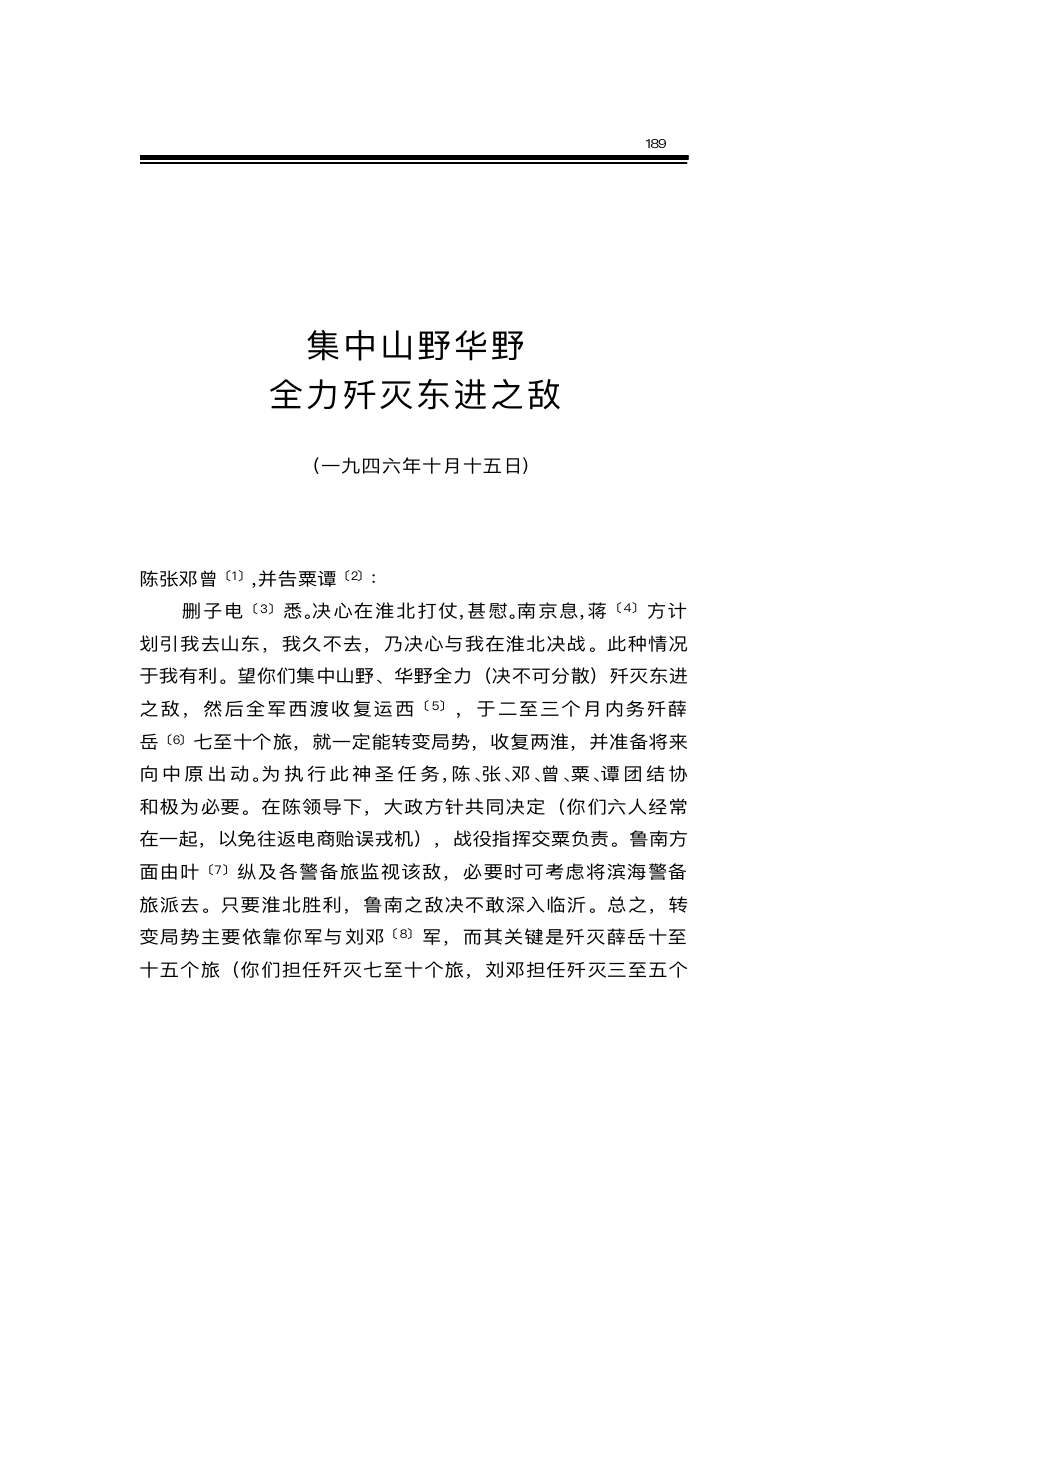 189
集中山野华野
全力歼灭东进之敌
（一九四六年十月十五日）
陈张邓曾〔1〕,并告粟谭〔2〕：
删子电〔3〕悉。决心在淮北打仗，甚慰。南京息，蒋〔4〕方计
划引我去山东，我久不去，乃决心与我在淮北决战。此种情况
于我有利。望你们集中山野、华野全力（决不可分散）歼灭东进
之敌，然后全军西渡收复运西〔5〕，于二至三个月内务歼薛
岳〔6〕七至十个旅，就一定能转变局势，收复两淮，并准备将来
向中原出动。为执行此神圣任务，陈、张、邓、曾、粟、谭团结协
和极为必要。在陈领导下，大政方针共同决定（你们六人经常
在一起，以免往返电商贻误戎机），战役指挥交粟负责。鲁南方
面由叶〔7〕纵及各警备旅监视该敌，必要时可考虑将滨海警备
旅派去。只要淮北胜利，鲁南之敌决不敢深入临沂。总之，转
变局势主要依靠你军与刘邓〔8〕军，而其关键是歼灭薛岳十至
十五个旅（你们担任歼灭七至十个旅，刘邓担任歼灭三至五个